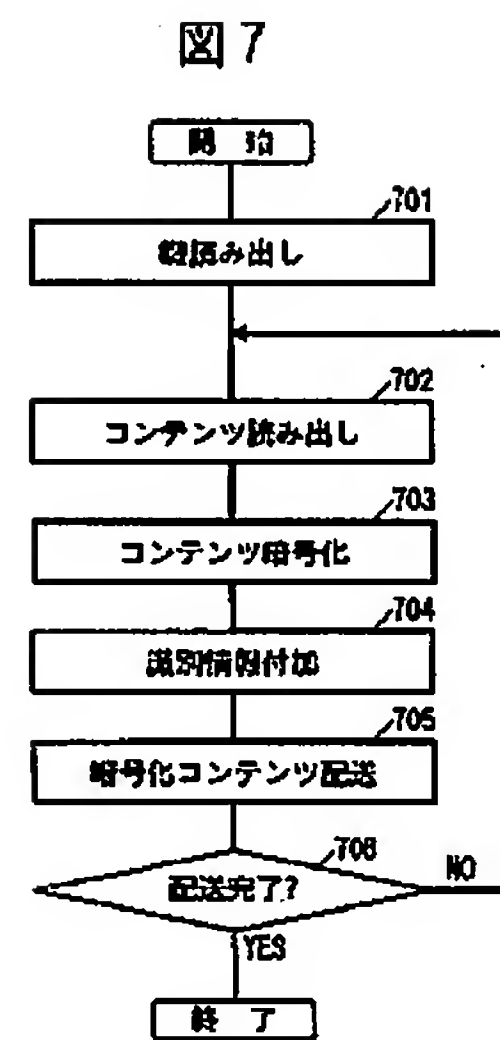 図7
開 始
701
鍵読み出し
702
コンテンツ読み出し
703
コンテンツ暗号化
704
識別情報付加
705
暗号化コンテンツ配送
706
配送完了?
NO
YES
終 了